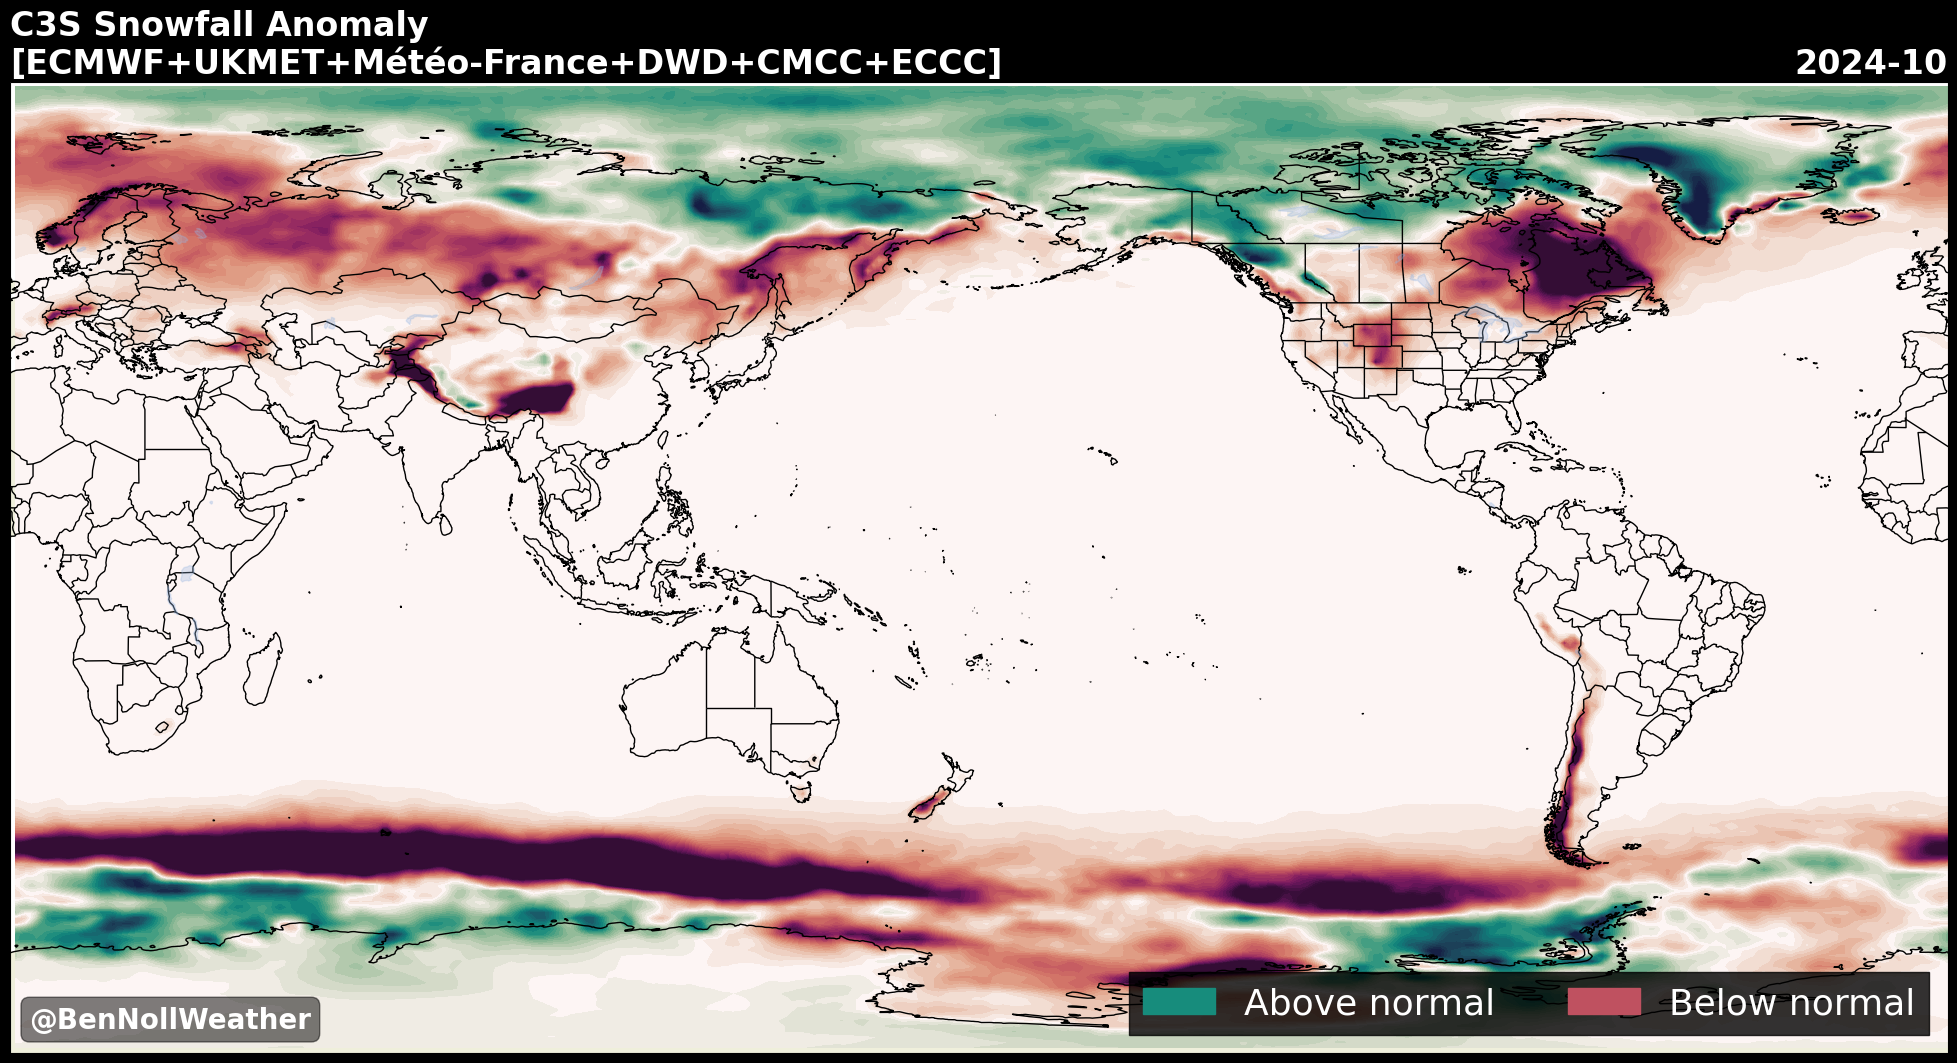 C3S Snowfall Anomaly
[ECMWF+UKMET+Météo-France+DWD+CMCC+ECCC]
2024-10
@BenNollWeather
Above normal
Below normal